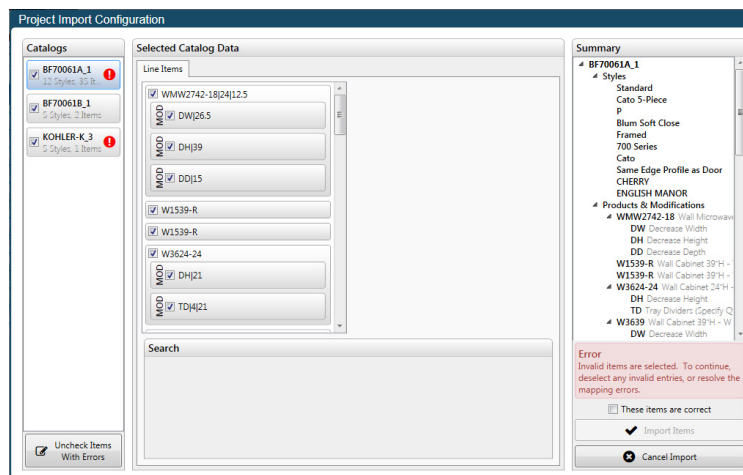 Project Import Configuration
Catalogs
BF70061A_1
12 Styles, 35 It...
BF70061B_1
5 Styles, 2 Items
KOHLER-K_3
5 Styles, 1 Items
Uncheck Items
With Errors
Selected Catalog Data
Line Items
WMW2742-18|24|12.5
MOD
DW|26.5
MOD
DH|39
MOD
DD|15
W1539-R
W1539-R
W3624-24
MOD
DH|21
MOD
TD|4|21
Search
Summary
BF70061A_1
Styles
Standard
Cato 5-Piece
P
Blum Soft Close
Framed
700 Series
Cato
Same Edge Profile as Door
CHERRY
ENGLISH MANOR
Products & Modifications
WMW2742-18 Wall Microwave
DW Decrease Width
DH Decrease Height
DD Decrease Depth
W1539-R Wall Cabinet 39"H -
W1539-R Wall Cabinet 39"H -
W3624-24 Wall Cabinet 24"H -
DH Decrease Height
TD Tray Dividers (Specify Q
W3639 Wall Cabinet 39"H - W
DW Decrease Width
Error
Invalid items are selected. To continue,
deselect any invalid entries, or resolve the
mapping errors.
These items are correct
Import Items
Cancel Import